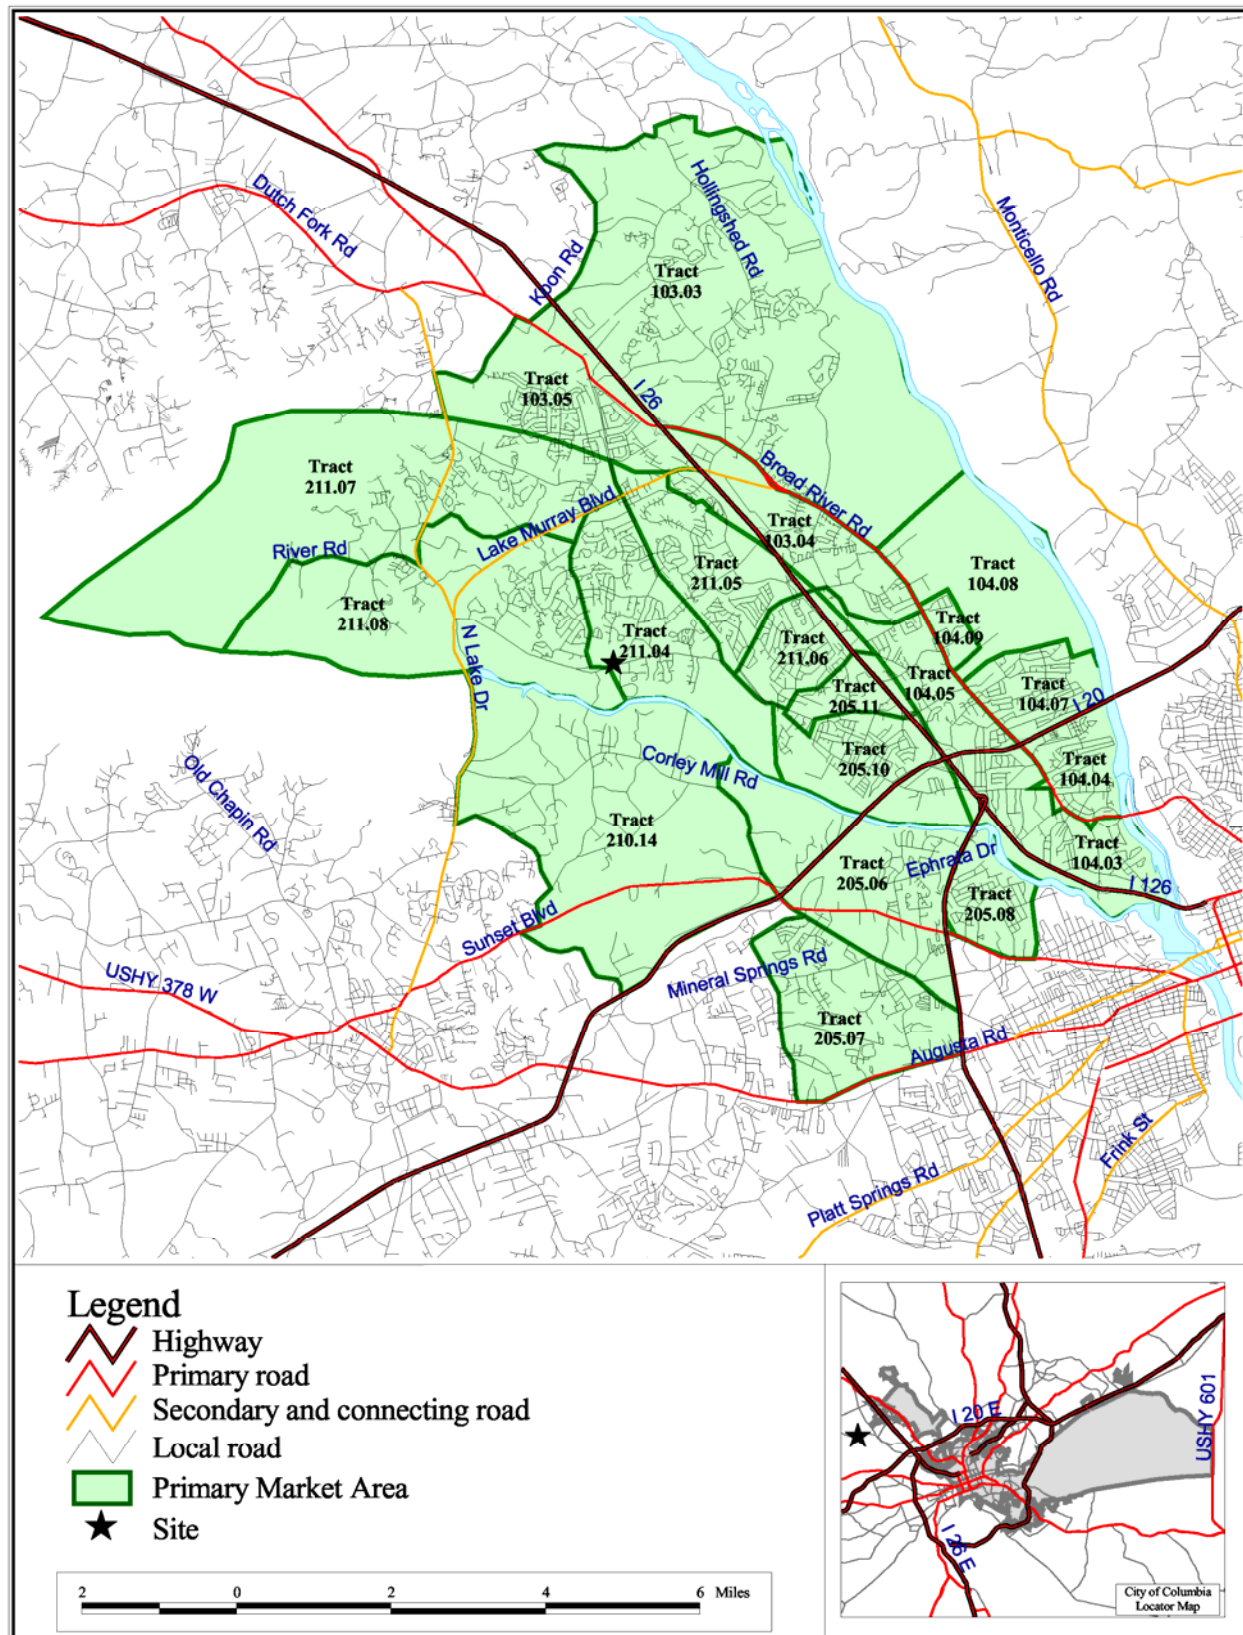 Hollingshed Rd
Dutch Fork Rd
Monticello Rd
Koon Rd
Tract
103.03
Tract
103.05
I 26
Tract
211.07
Broad River Rd
Lake Murray Blvd
Tract
103.04
River Rd
Tract
211.05
Tract
104.08
Tract
211.08
Tract
104.09
N Lake Dr
Tract
211.04
Tract
211.06
Tract
205.11
Tract
104.05
Tract
104.07
I 20
Old Chapin Rd
Corley Mill Rd
Tract
205.10
Tract
104.04
Tract
210.14
Tract
205.06
Ephrata Dr
Tract
104.03
I 126
Tract
205.08
Sunset Blvd
USHY 378 W
Mineral Springs Rd
Tract
205.07
Augusta Rd
Frink St
Platt Springs Rd
Legend
Highway
Primary road
Secondary and connecting road
Local road
Primary Market Area
Site
2 0 2 4 6 Miles
I 20 E
USHY 601
I 26 E
City of Columbia
Locator Map